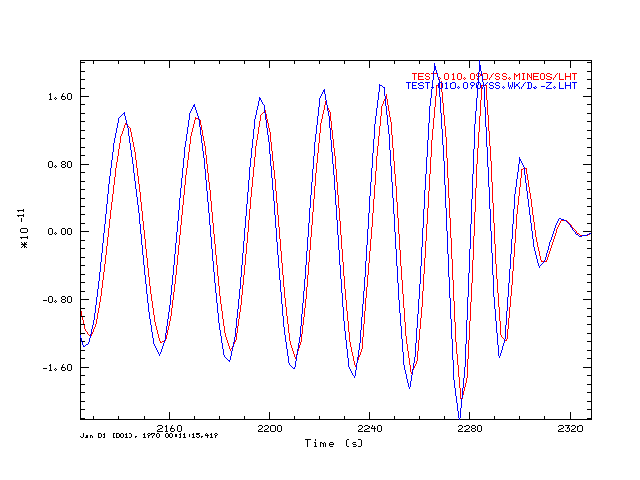 TEST.010.090/SS.MINEOS/LHT
TEST.010.090/SS.WK/D.-Z.LHT
1.60
0.80
0.00
-0.80
-1.60
*10 -11
2160
2200
2240
2280
2320
Jan 01 (001), 1970 00:11:15.419
Time (s)